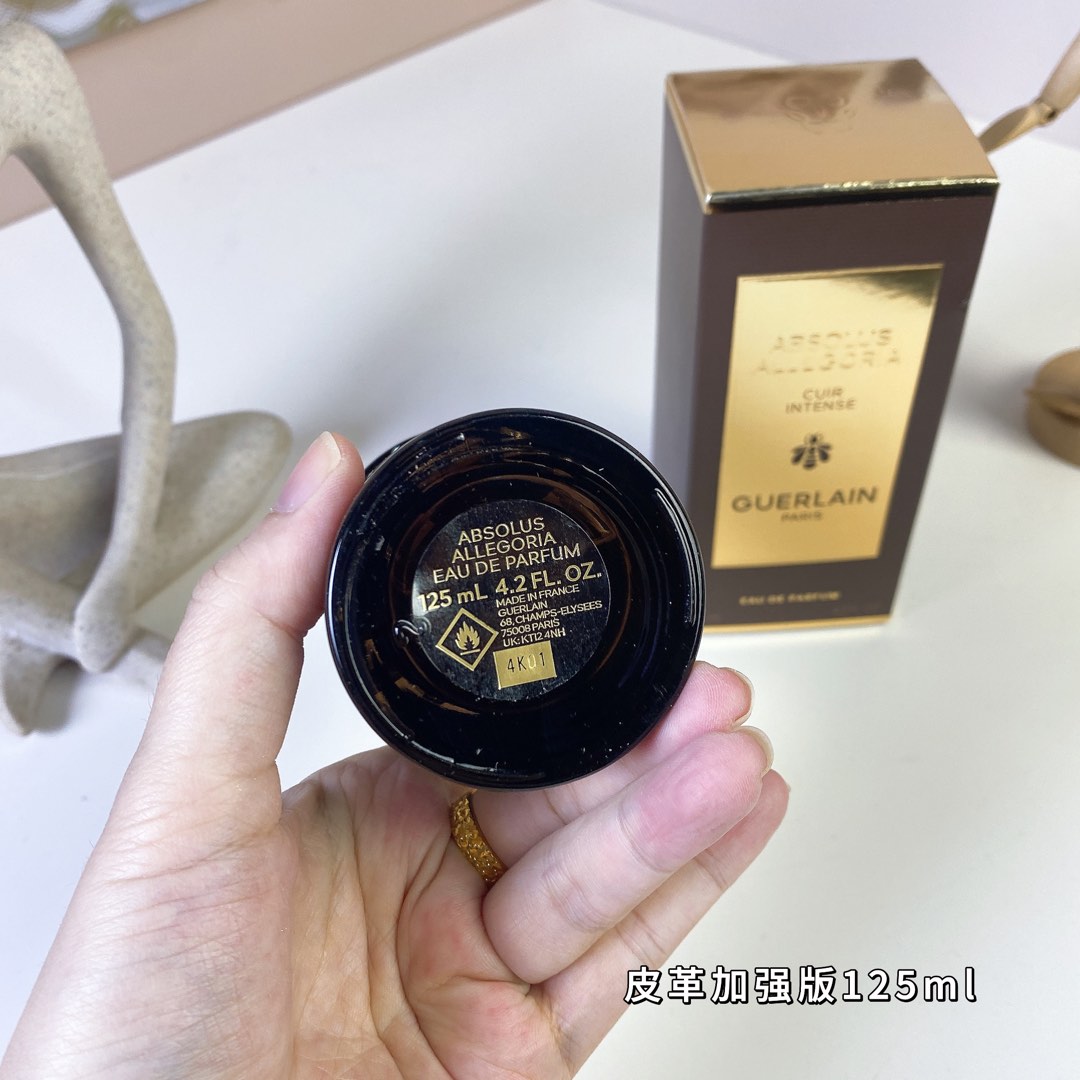 ABSOLUS
ALLEGORIA
CUIR
INTENSE
GUERLAIN
PARIS
EAU DE PARFUM
ABSOLUS
ALLEGORIA
EAU DE PARFUM
125 mL 4.2 FL. OZ.
MADE IN FRANCE
GUERLAIN
68, CHAMPS-ELYSEES
75008 PARIS
UK: KT12 4NH
4K01
皮革加强版125ml